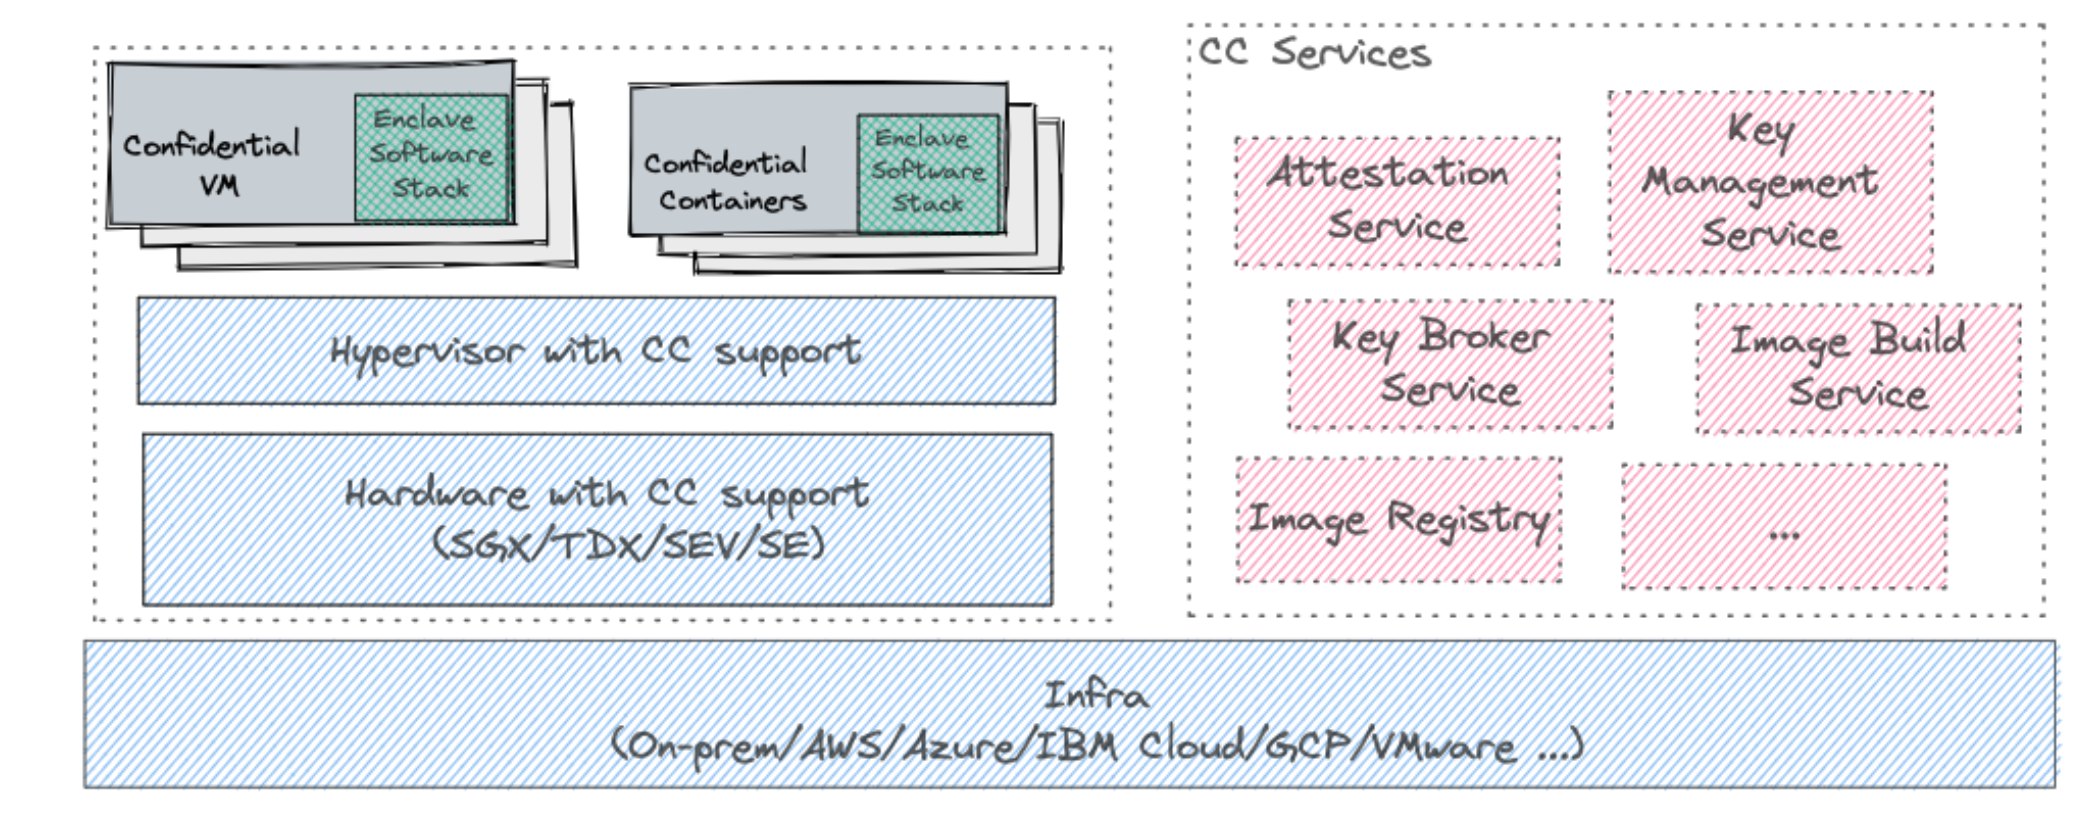 Confidential
VM
Enclave
Software
Stack
Confidential
Containers
Enclave
Software
Stack
Hypervisor with CC support
Hardware with CC support
(SGX/TDX/SEV/SE)
CC Services
Attestation
Service
Key
Management
Service
Key Broker
Service
Image Build
Service
Image Registry
...
Infra
(On-prem/AWS/Azure/IBM Cloud/GCP/VMware ...)